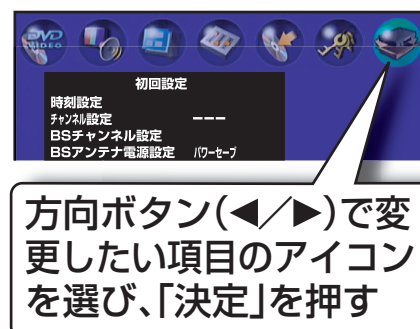 DVD
VIDEO
初回設定
時刻設定
チャンネル設定 ---
BSチャンネル設定
BSアンテナ電源設定 パワーセーブ
方向ボタン(◀/▶)で変
更したい項目のアイコン
を選び、「決定」を押す